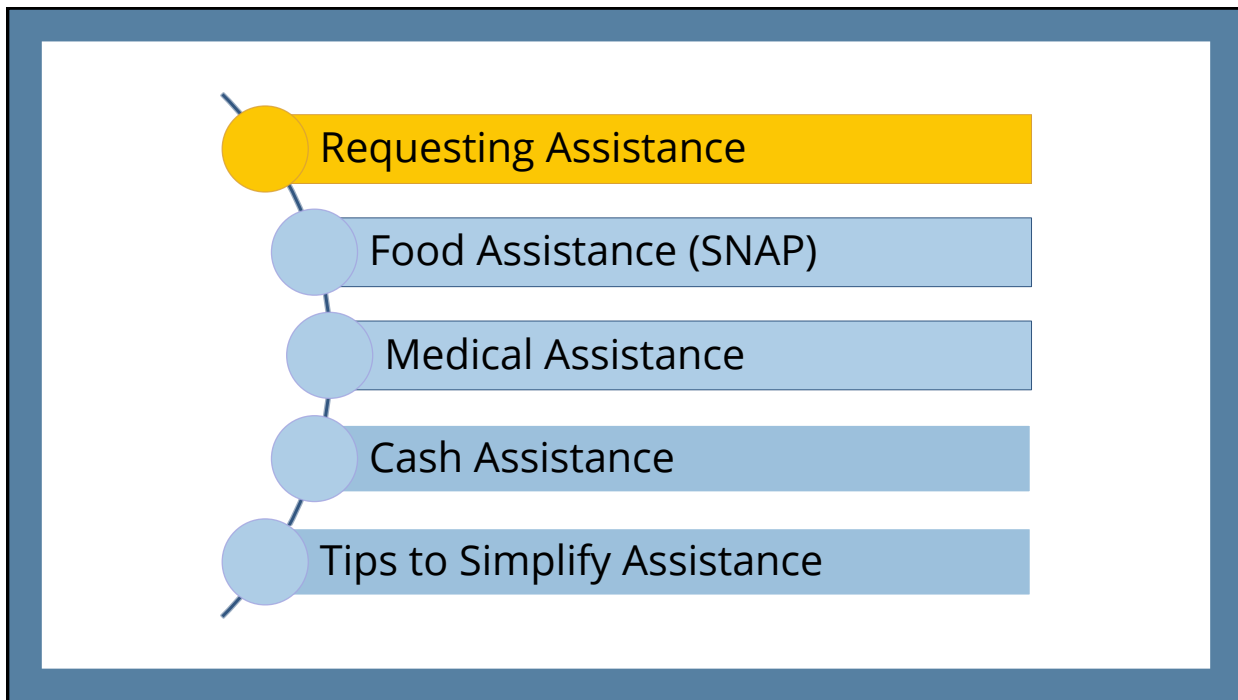 Requesting Assistance
Food Assistance (SNAP)
Medical Assistance
Cash Assistance
Tips to Simplify Assistance